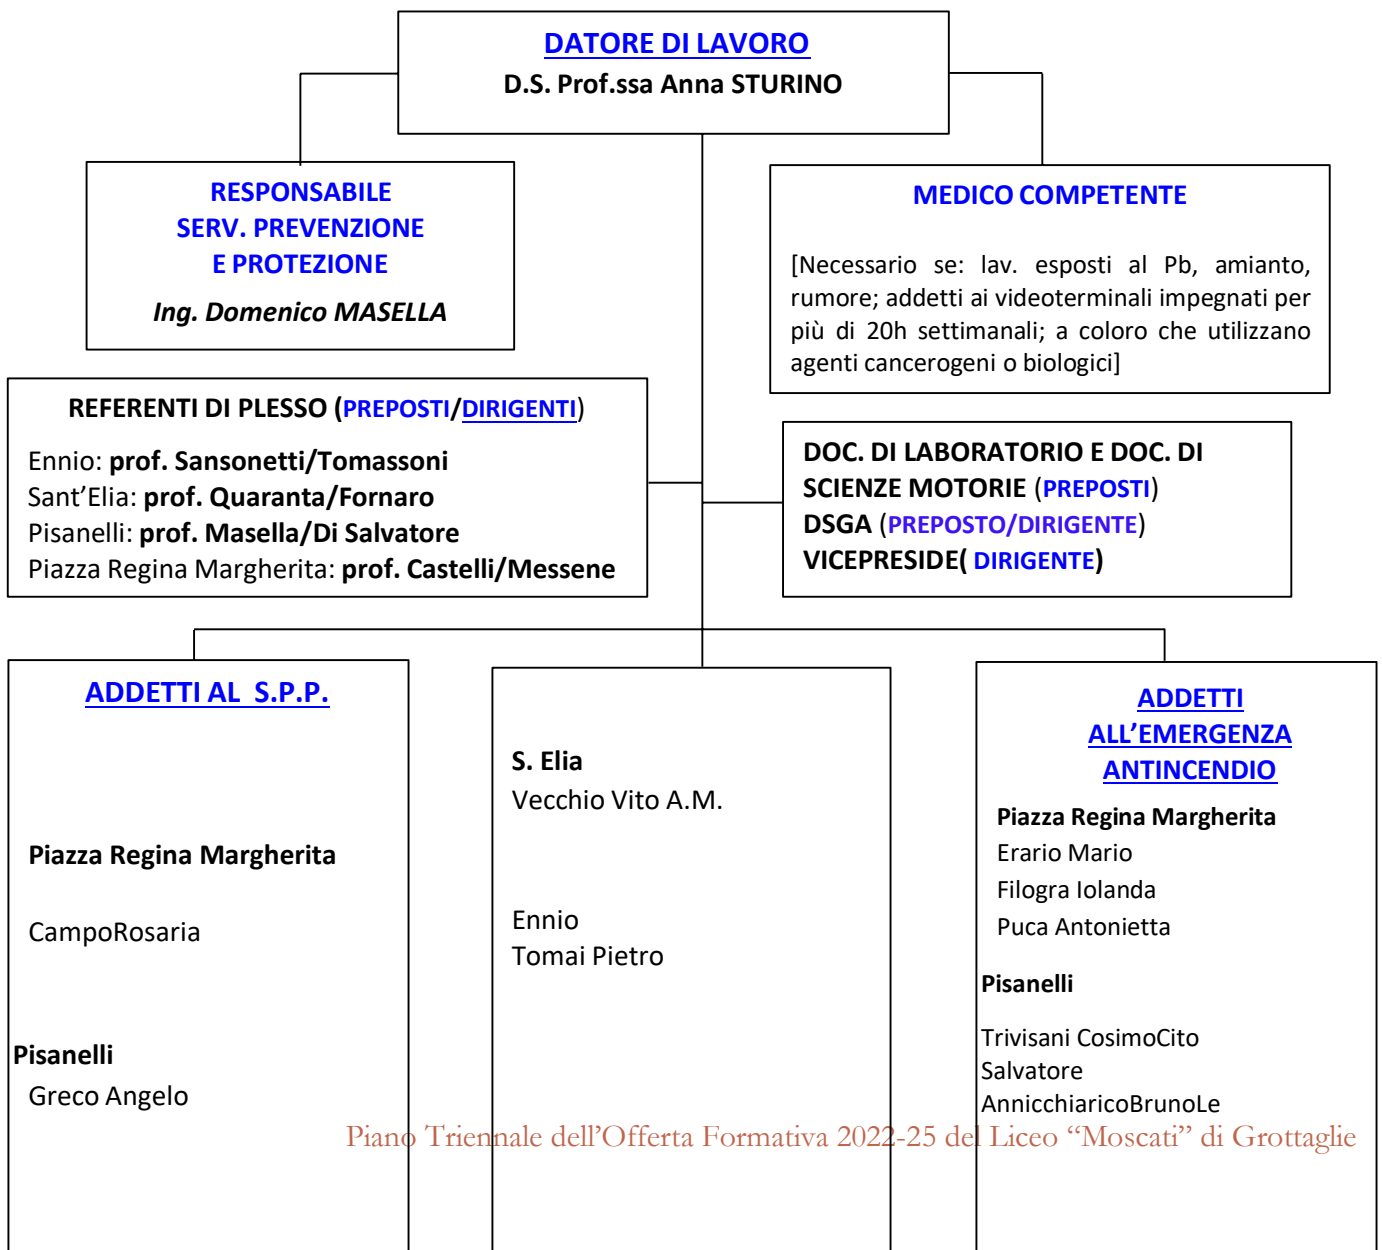 DATORE DI LAVORO
D.S. Prof.ssa Anna STURINO
RESPONSABILE
SERV. PREVENZIONE
E PROTEZIONE
Ing. Domenico MASELLA
MEDICO COMPETENTE
[Necessario se: lav. esposti al Pb, amianto,
rumore; addetti ai videoterminali impegnati per
più di 20h settimanali; a coloro che utilizzano
agenti cancerogeni o biologici]
REFERENTI DI PLESSO (PREPOSTI/DIRIGENTI)
Ennio: prof. Sansonetti/Tomassoni
Sant’Elia: prof. Quaranta/Fornaro
Pisanelli: prof. Masella/Di Salvatore
Piazza Regina Margherita: prof. Castelli/Messene
DOC. DI LABORATORIO E DOC. DI
SCIENZE MOTORIE (PREPOSTI)
DSGA (PREPOSTO/DIRIGENTE)
VICEPRESIDE( DIRIGENTE)
ADDETTI AL  S.P.P.
Piazza Regina Margherita
CampoRosaria
Pisanelli
Greco Angelo
S. Elia
Vecchio Vito A.M.
Ennio
Tomai Pietro
ADDETTI
ALL’EMERGENZA
ANTINCENDIO
Piazza Regina Margherita
Erario Mario
Filogra Iolanda
Puca Antonietta
Pisanelli
Trivisani CosimoCito
Salvatore
AnnicchiaricoBrunoLe
Piano Triennale dell’Offerta Formativa 2022-25 del Liceo “Moscati” di Grottaglie